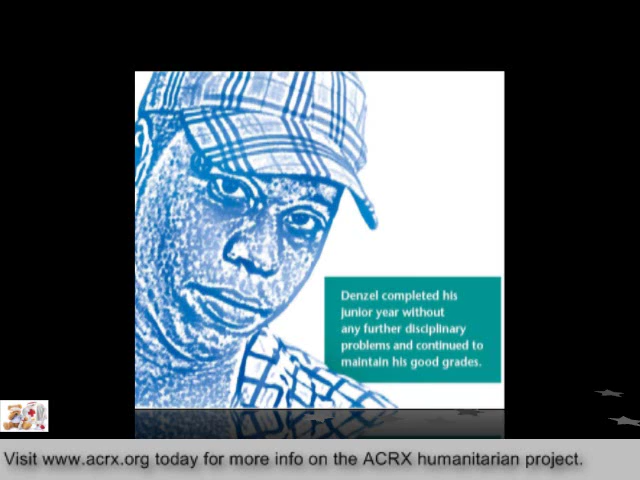 Denzel completed his
junior year without
any further disciplinary
problems and continued to
maintain his good grades.
Visit www.acrx.org today for more info on the ACRX humanitarian project.